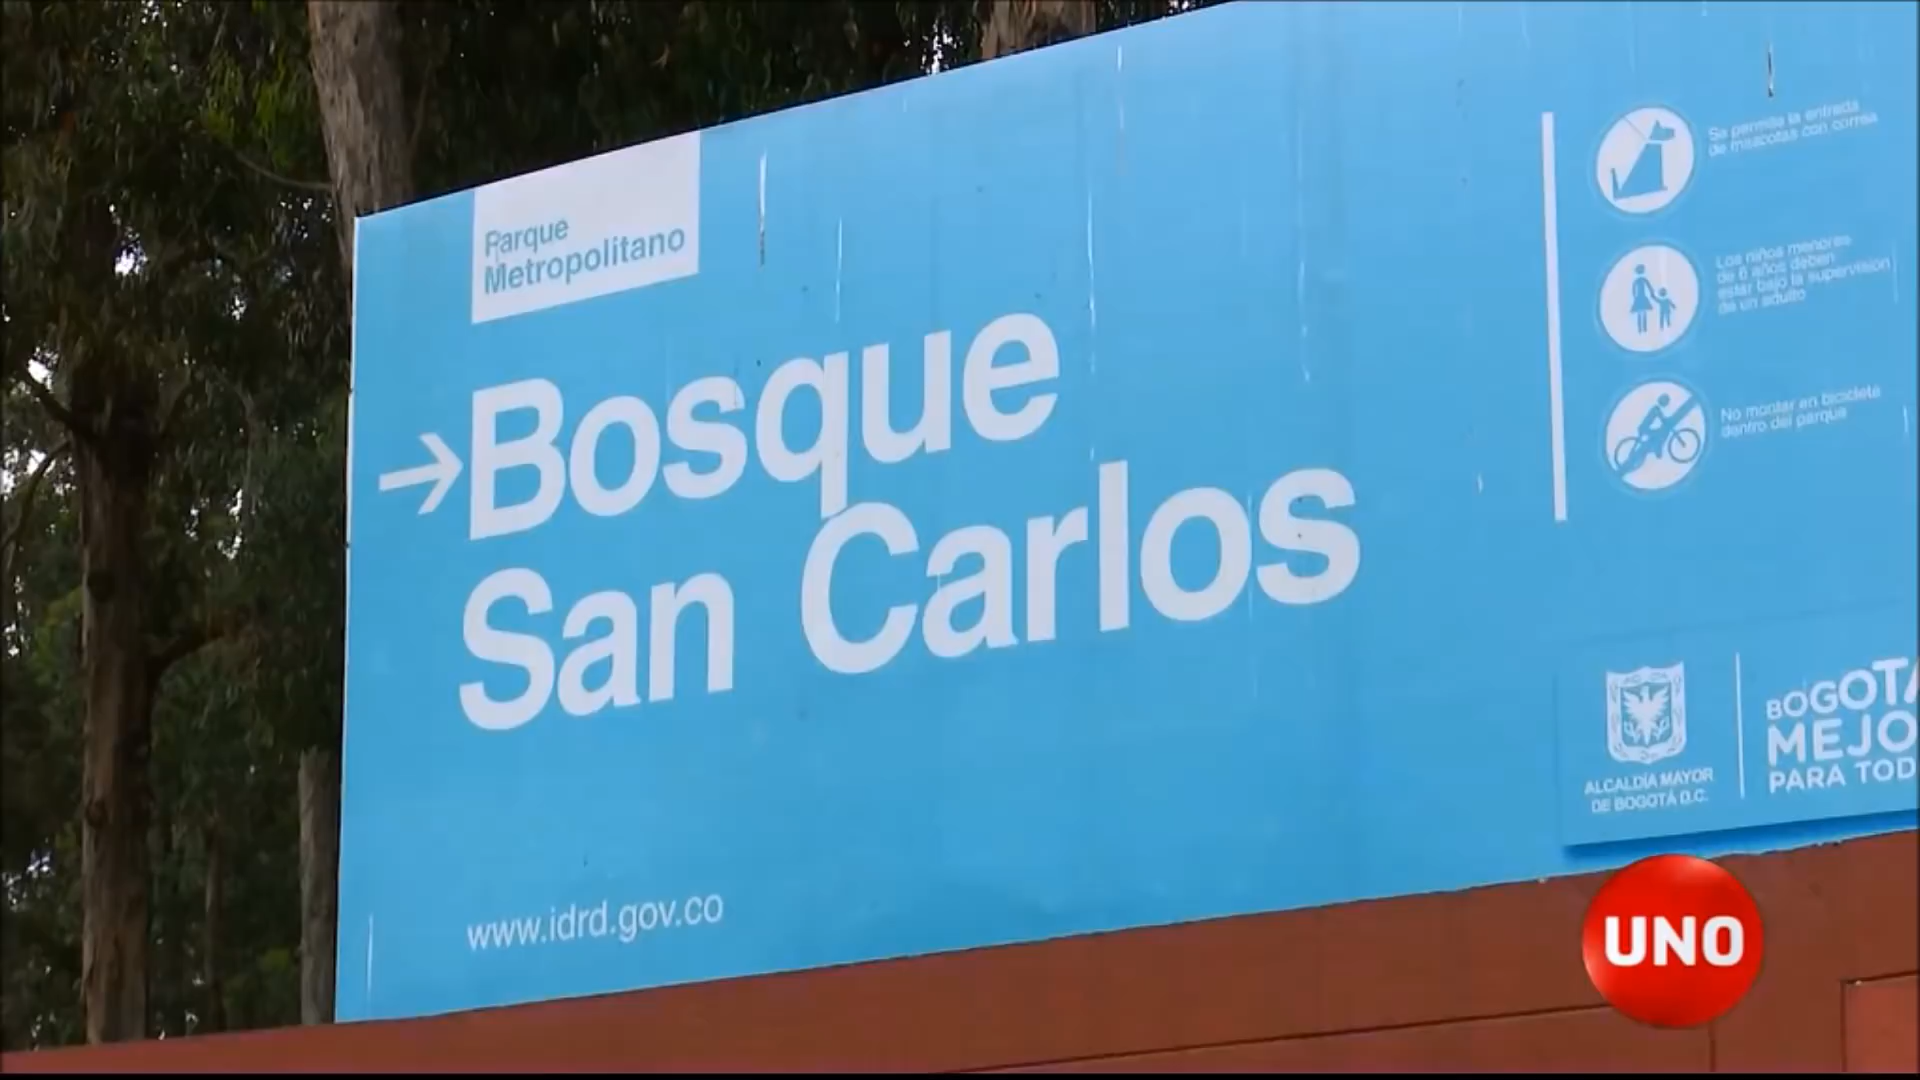 Parque
Metropolitano
→Bosque
San Carlos
www.idrd.gov.co
Se permite la entrada
de mascotas con correa
Los niños menores
de 6 años deben
estar bajo la supervisión
de un adulto
No montar en bicicleta
dentro del parque
ALCALDÍA MAYOR
DE BOGOTÁ D.C.
BOGOTÁ
MEJO
PARA TOD
UNO